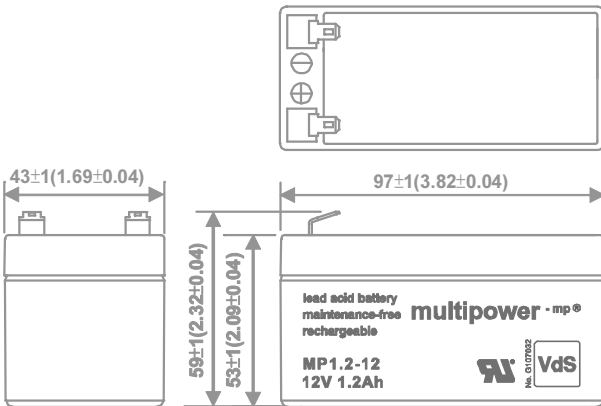 43±1(1.69±0.04)
97±1(3.82±0.04)
59±1(2.32±0.04)
53±1(2.09±0.04)
lead acid battery
maintenance-free
rechargeable
multipower - mp®
MP1.2-12
12V 1.2Ah
No. G107032
VdS